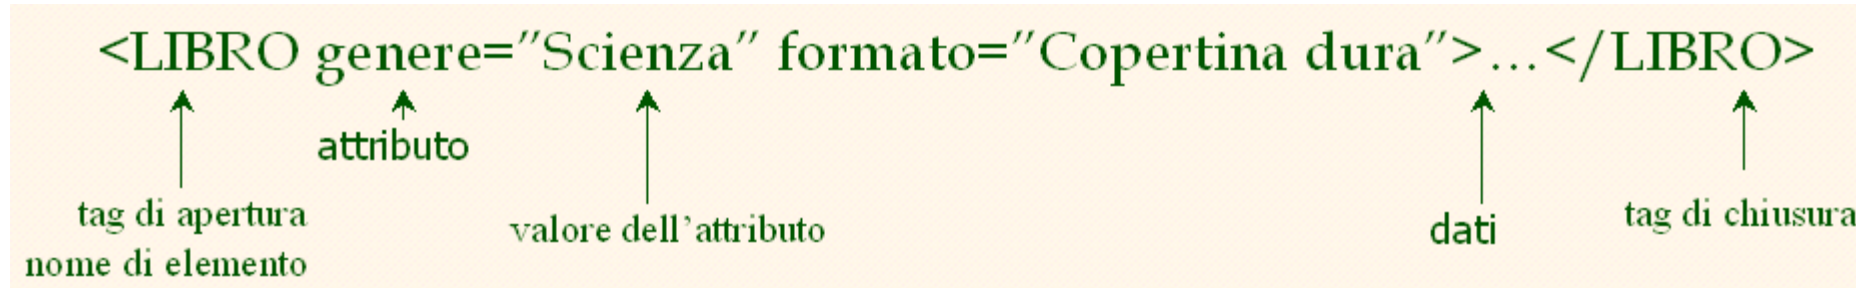 <LIBRO genere=″Scienza″ formato=″Copertina dura″>...</LIBRO>
attributo
tag di apertura
nome di elemento
valore dell'attributo
dati
tag di chiusura